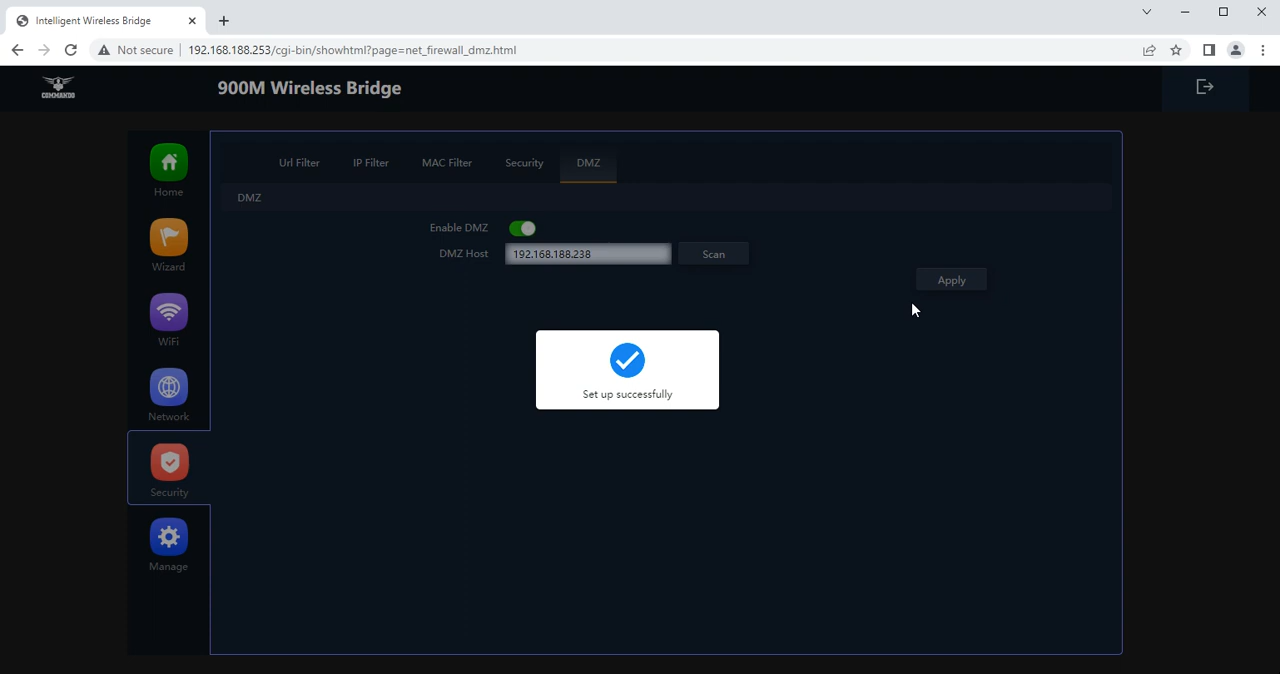 Intelligent Wireless Bridge
Not secure 192.168.188.253/cgi-bin/showhtml?page=net_firewall_dmz.html
COMMANDO
900M Wireless Bridge
Home
Wizard
WiFi
Network
Security
Manage
Url Filter IP Filter MAC Filter Security DMZ
DMZ
Enable DMZ
DMZ Host 192.168.188.238 Scan
Apply
Set up successfully